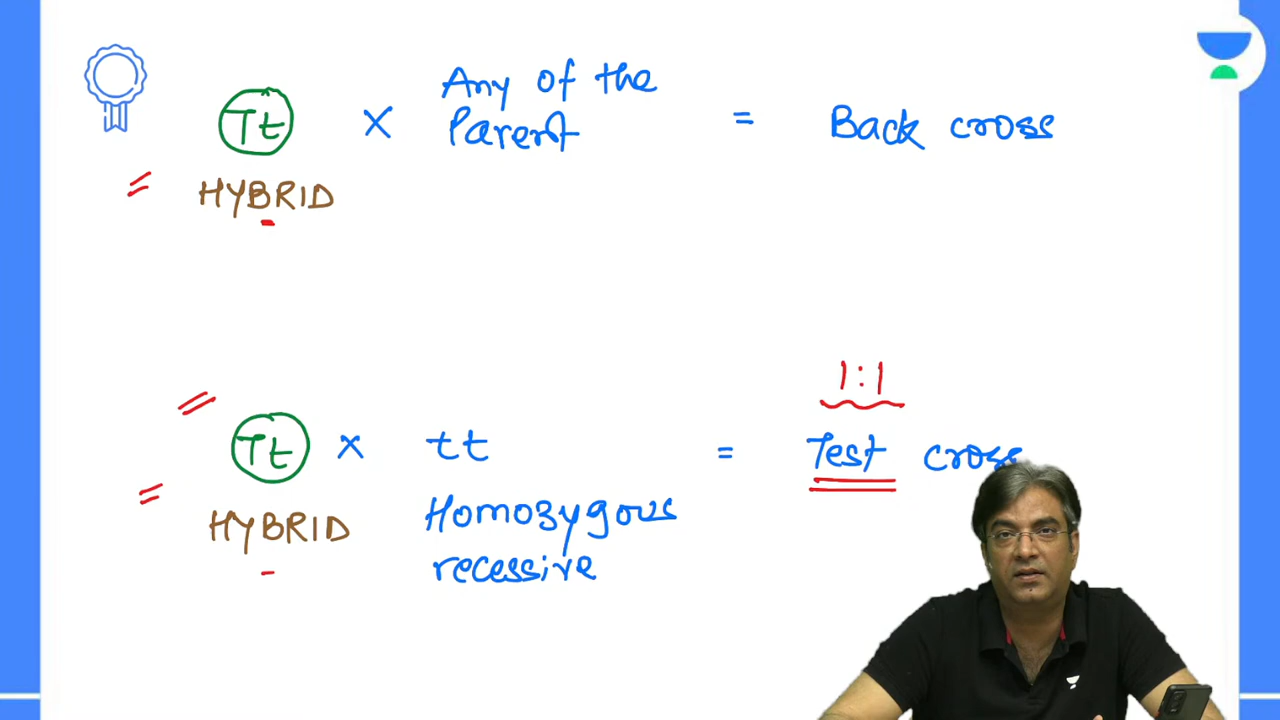 Tt × Any of the Parent = Back cross
HYBRID
1:1
Tt × tt = Test cross
HYBRID Homozygous
recessive